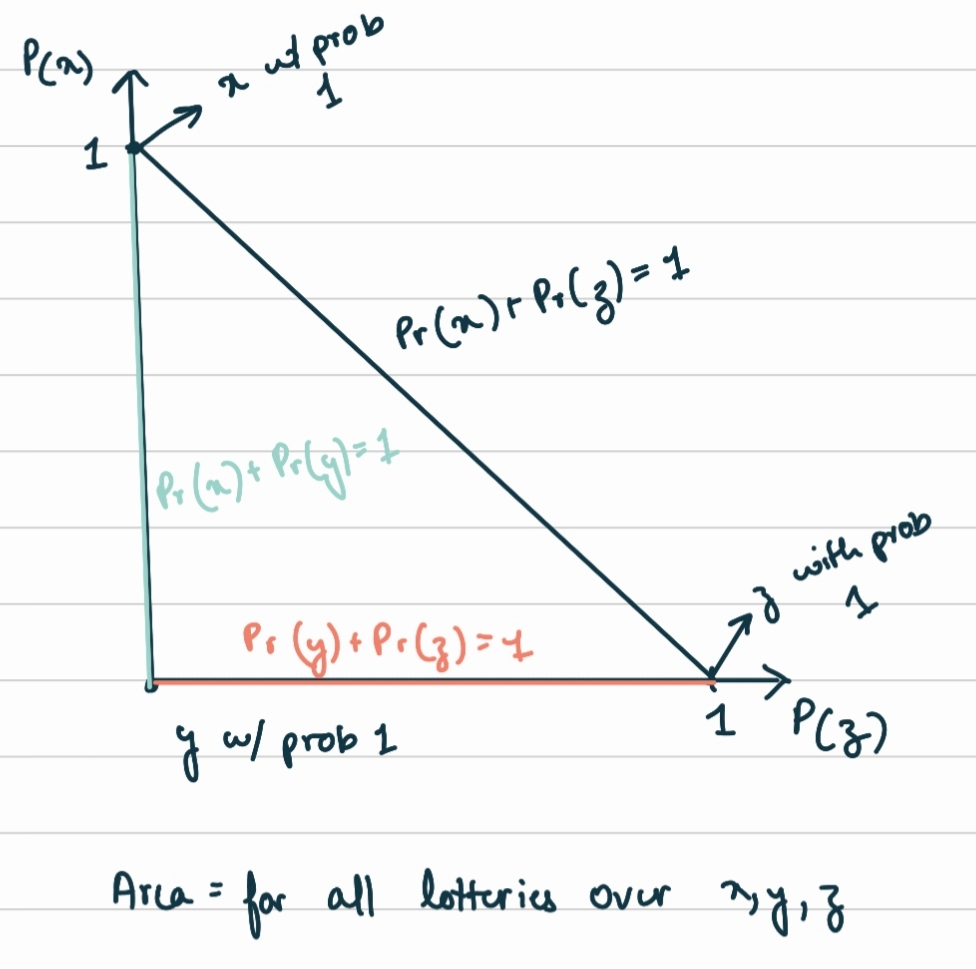 P(x)
x wt prob
1
1
Pr(x)+Pr(z)=1
Pr(x)+Pr(y)=1
z with prob
1
Pr(y)+Pr(z)=1
1
P(z)
y w/ prob 1
Area = for all lotteries over x,y,z